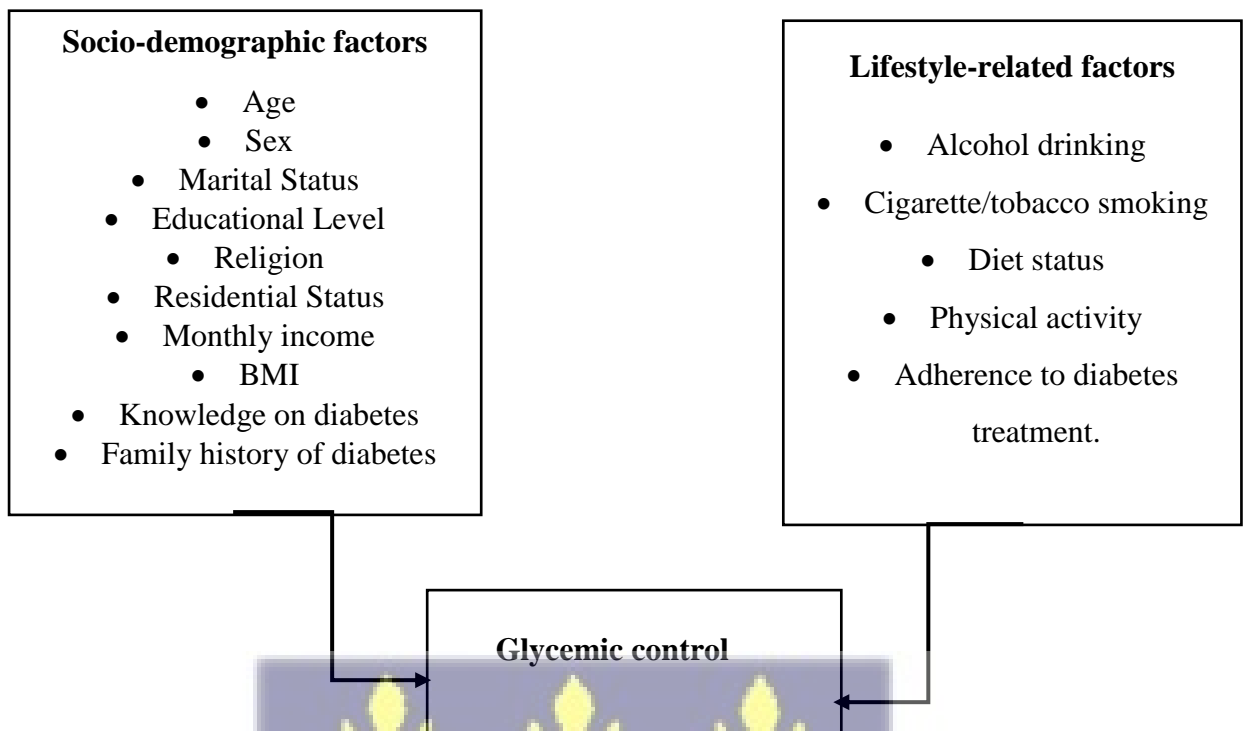 Socio-demographic factors
• Age
• Sex
• Marital Status
• Educational Level
• Religion
• Residential Status
• Monthly income
• BMI
• Knowledge on diabetes
• Family history of diabetes
Lifestyle-related factors
• Alcohol drinking
• Cigarette/tobacco smoking
• Diet status
• Physical activity
• Adherence to diabetes
treatment.
Glycemic control